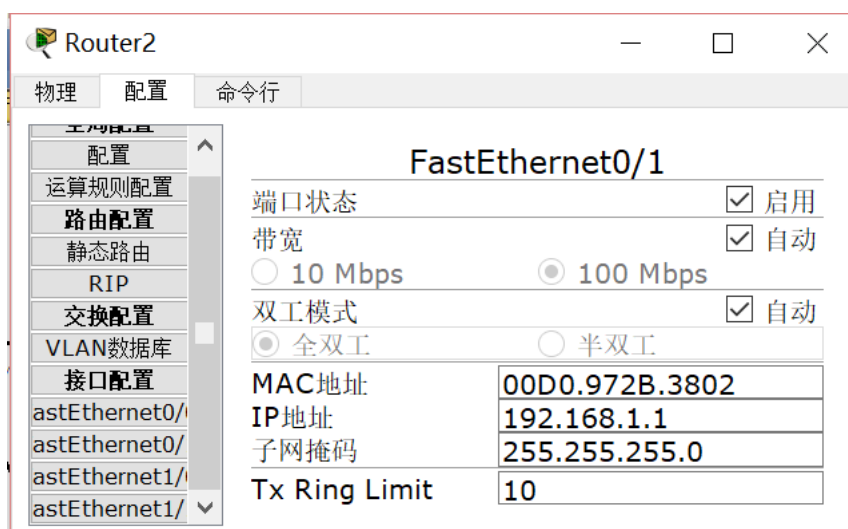 Router2
物理 配置 命令行
全局配置
配置
运算规则配置
路由配置
静态路由
RIP
交换配置
VLAN数据库
接口配置
astEthernet0/
astEthernet0/
astEthernet1/
astEthernet1/
FastEthernet0/1
端口状态 启用
带宽 自动
10 Mbps 100 Mbps
双工模式 自动
全双工 半双工
MAC地址 00D0.972B.3802
IP地址 192.168.1.1
子网掩码 255.255.255.0
Tx Ring Limit 10